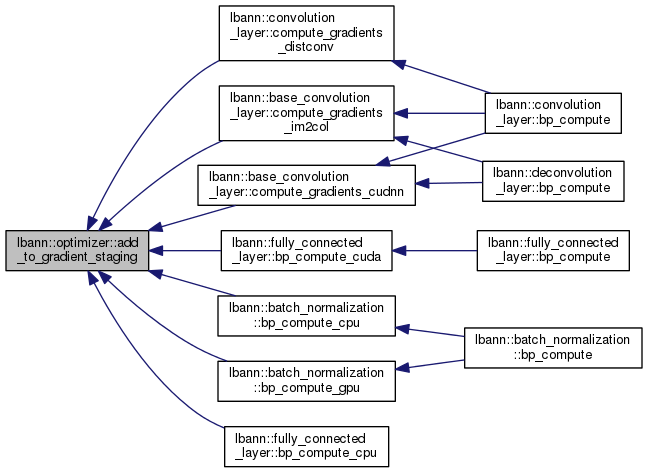 lbann::convolution
_layer::compute_gradients
_distconv
lbann::base_convolution
_layer::compute_gradients
_im2col
lbann::convolution
_layer::bp_compute
lbann::base_convolution
_layer::compute_gradients_cudnn
lbann::deconvolution
_layer::bp_compute
lbann::optimizer::add
_to_gradient_staging
lbann::fully_connected
_layer::bp_compute_cuda
lbann::fully_connected
_layer::bp_compute
lbann::batch_normalization
::bp_compute_cpu
lbann::batch_normalization
::bp_compute
lbann::batch_normalization
::bp_compute_gpu
lbann::fully_connected
_layer::bp_compute_cpu